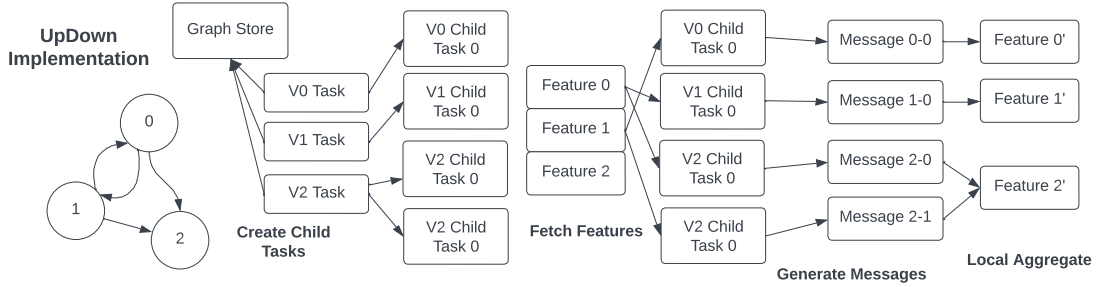 UpDown
Implementation
0
1
2
Graph Store
V0 Task
V1 Task
V2 Task
Create Child
Tasks
V0 Child
Task 0
V1 Child
Task 0
V2 Child
Task 0
V2 Child
Task 0
Feature 0
Feature 1
Feature 2
Fetch Features
V0 Child
Task 0
V1 Child
Task 0
V2 Child
Task 0
V2 Child
Task 0
Message 0-0
Message 1-0
Message 2-0
Message 2-1
Generate Messages
Feature 0'
Feature 1'
Feature 2'
Local Aggregate